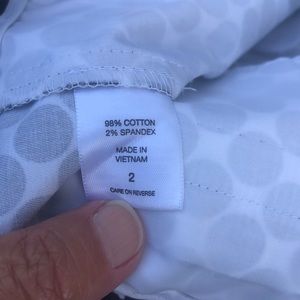 98% COTTON
2% SPANDEX
MADE IN
VIETNAM
2
CARE ON REVERSE